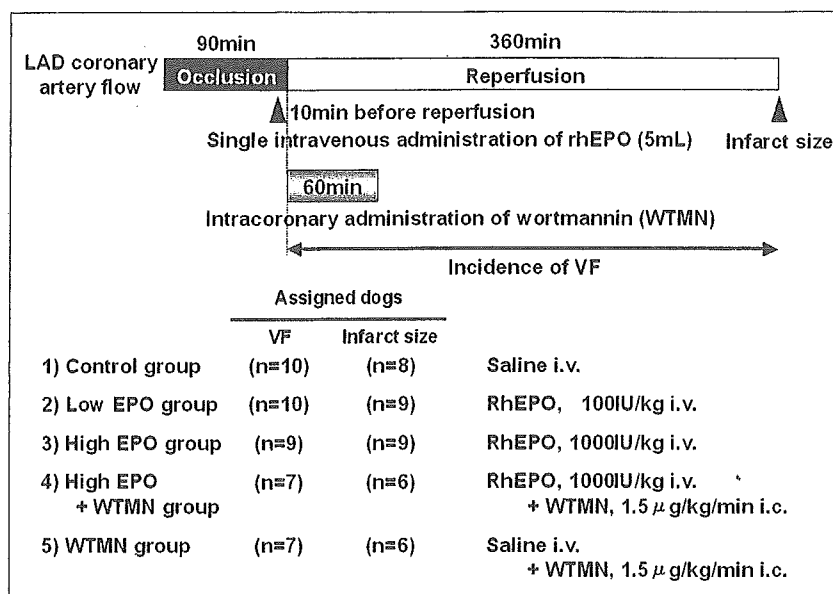 90min 360min
LAD coronary artery flow
Occlusion Reperfusion
10min before reperfusion
Single intravenous administration of rhEPO (5mL) Infarct size
60min
Intracoronary administration of wortmannin (WTMN)
Incidence of VF
Assigned dogs
VF Infarct size
1) Control group (n=10) (n=8) Saline i.v.
2) Low EPO group (n=10) (n=9) RhEPO, 100IU/kg i.v.
3) High EPO group (n=9) (n=9) RhEPO, 1000IU/kg i.v.
4) High EPO (n=7) (n=6) RhEPO, 1000IU/kg i.v.
+ WTMN group + WTMN, 1.5 μg/kg/min i.c.
5) WTMN group (n=7) (n=6) Saline i.v.
+ WTMN, 1.5 μg/kg/min i.c.